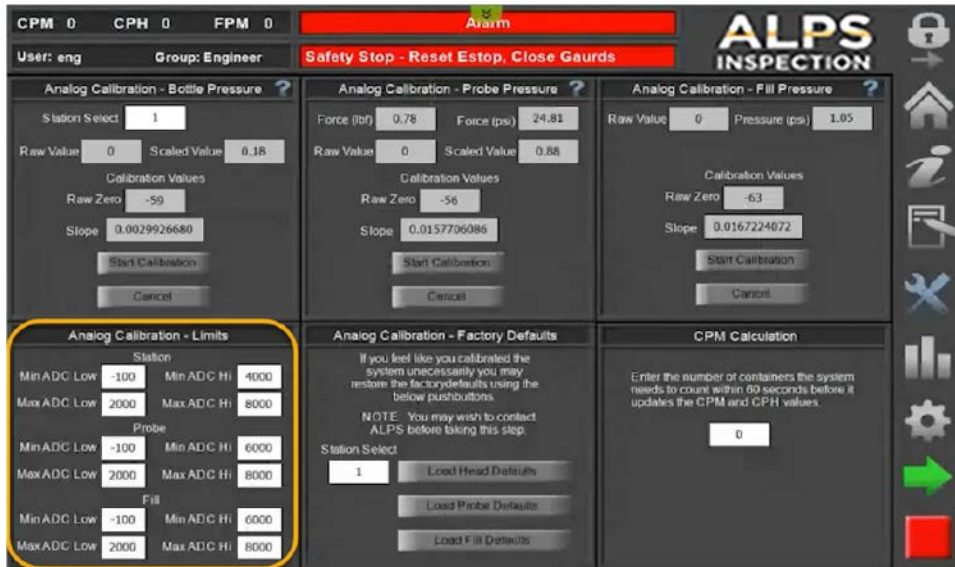 CPM 0 CPH 0 FPM 0
Alarm
ALPS
INSPECTION
User: eng Group: Engineer
Safety Stop - Reset Estop, Close Gaurds
Analog Calibration - Bottle Pressure ?
Station Select 1
Raw Value 0 Scaled Value 0.18
Calibration Values
Raw Zero -59
Slope 0.0029926680
Start Calibration
Cancel
Analog Calibration - Probe Pressure ?
Force (lbf) 0.78 Force (psi) 24.81
Raw Value 0 Scaled Value 0.88
Calibration Values
Raw Zero -56
Slope 0.0157706086
Start Calibration
Cancel
Analog Calibration - Fill Pressure ?
Raw Value 0 Pressure (psi) 1.05
Calibration Values
Raw Zero -63
Slope 0.0167224072
Start Calibration
Cancel
Analog Calibration - Limits
Station
Min ADC Low -100 Min ADC Hi 4000
Max ADC Low 2000 Max ADC Hi 8000
Probe
Min ADC Low -100 Min ADC Hi 6000
Max ADC Low 2000 Max ADC Hi 8000
Fill
Min ADC Low -100 Min ADC Hi 6000
Max ADC Low 2000 Max ADC Hi 8000
Analog Calibration - Factory Defaults
If you feel like you calibrated the
system unecessarily you may
restore the factorydefaults using the
below pushbuttons
NOTE: You may wish to contact
ALPS before taking this step.
Station Select
1 Load Head Defaults
Load Probe Defaults
Load Fill Defaults
CPM Calculation
Enter the number of containers the system
needs to count within 60 seconds before it
updates the CPM and CPH values.
0